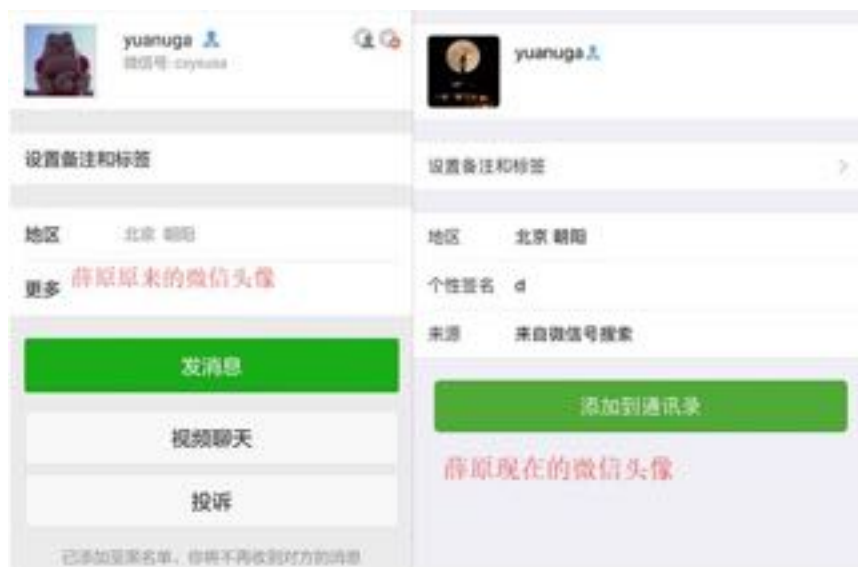 yuanuga
微信号:
设置备注和标签
地区 北京 朝阳
更多
薛原原来的微信头像
发消息
视频聊天
投诉
已添加至黑名单，你将不再收到对方的消息
yuanuga
设置备注和标签
地区 北京 朝阳
个性签名 d
来源 来自微信号搜索
添加到通讯录
薛原现在的微信头像